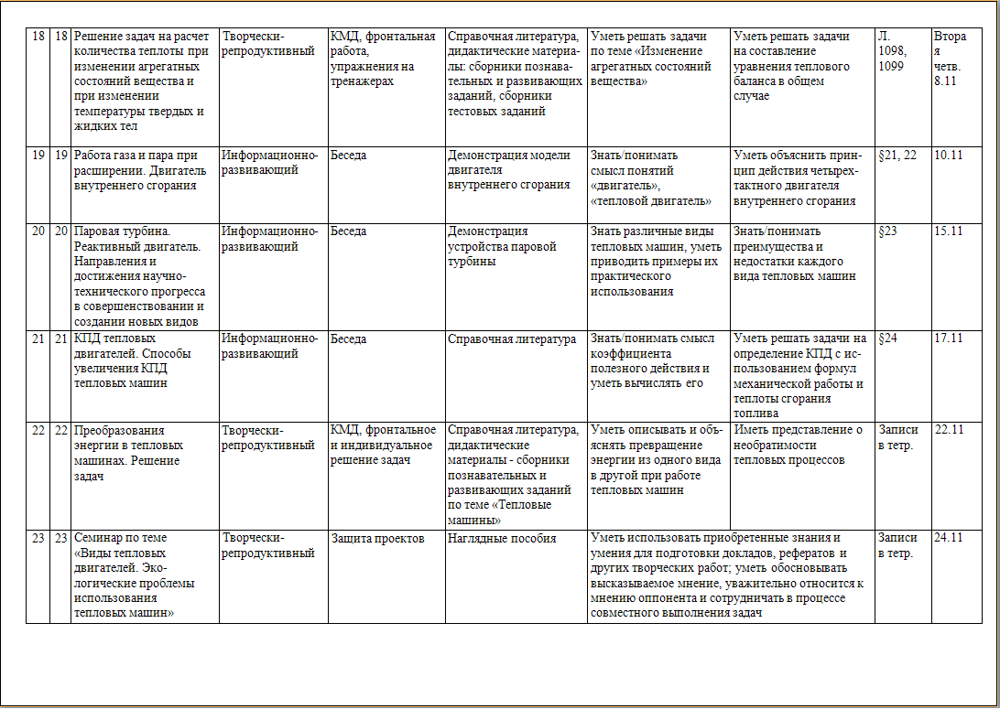 18 18 Решение задач на расчет количества теплоты при изменении агрегатных состояний вещества и при изменении температуры твердых и жидких тел
Творчески-
репродуктивный
КМД, фронтальная
работа,
упражнения на
тренажерах
Справочная литература,
дидактические материа-
лы: сборники познава-
тельных и развивающих
заданий, сборники
тестовых заданий
Уметь решать задачи
по теме «Изменение
агрегатных состояний
вещества»
Уметь решать задачи
на составление
уравнения теплового
баланса в общем
случае
Л.
1098,
1099
Втора
я
четв.
8.11
19 19 Работа газа и пара при
расширении. Двигатель
внутреннего сгорания
Информационно-
развивающий
Беседа
Демонстрация модели
двигателя
внутреннего сгорания
Знать/понимать
смысл понятий
«двигатель»,
«тепловой двигатель»
Уметь объяснить прин-
цип действия четырех-
тактного двигателя
внутреннего сгорания
§21, 22
10.11
20 20 Паровая турбина.
Реактивный двигатель.
Направления и
достижения научно-
технического прогресса
в совершенствовании и
создании новых видов
Информационно-
развивающий
Беседа
Демонстрация
устройства паровой
турбины
Знать различные виды
тепловых машин, уметь
приводить примеры их
практического
использования
Знать/понимать
преимущества и
недостатки каждого
вида тепловых машин
§23
15.11
21 21 КПД тепловых
двигателей. Способы
увеличения КПД
тепловых машин
Информационно-
развивающий
Беседа
Справочная литература
Знать/понимать смысл
коэффициента
полезного действия и
уметь вычислять его
Уметь решать задачи на
определение КПД с ис-
пользованием формул
механической работы и
теплоты сгорания
топлива
§24
17.11
22 22 Преобразования
энергии в тепловых
машинах. Решение
задач
Творчески-
репродуктивный
КМД, фронтальное
и индивидуальное
решение задач
Справочная литература,
дидактические
материалы - сборники
познавательных и
развивающих заданий
по теме «Тепловые
машины»
Уметь описывать и объ-
яснять превращение
энергии из одного вида
в другой при работе
тепловых машин
Иметь представление о
необратимости
тепловых процессов
Записи
в тетр.
22.11
23 23 Семинар по теме
«Виды тепловых
двигателей. Эко-
логические проблемы
использования
тепловых машин»
Творчески-
репродуктивный
Защита проектов
Наглядные пособия
Уметь использовать приобретенные знания и
умения для подготовки докладов, рефератов и
других творческих работ; уметь обосновывать
высказываемое мнение, уважительно относится к
мнению оппонента и сотрудничать в процессе
совместного выполнения задач
Записи
в тетр.
24.11